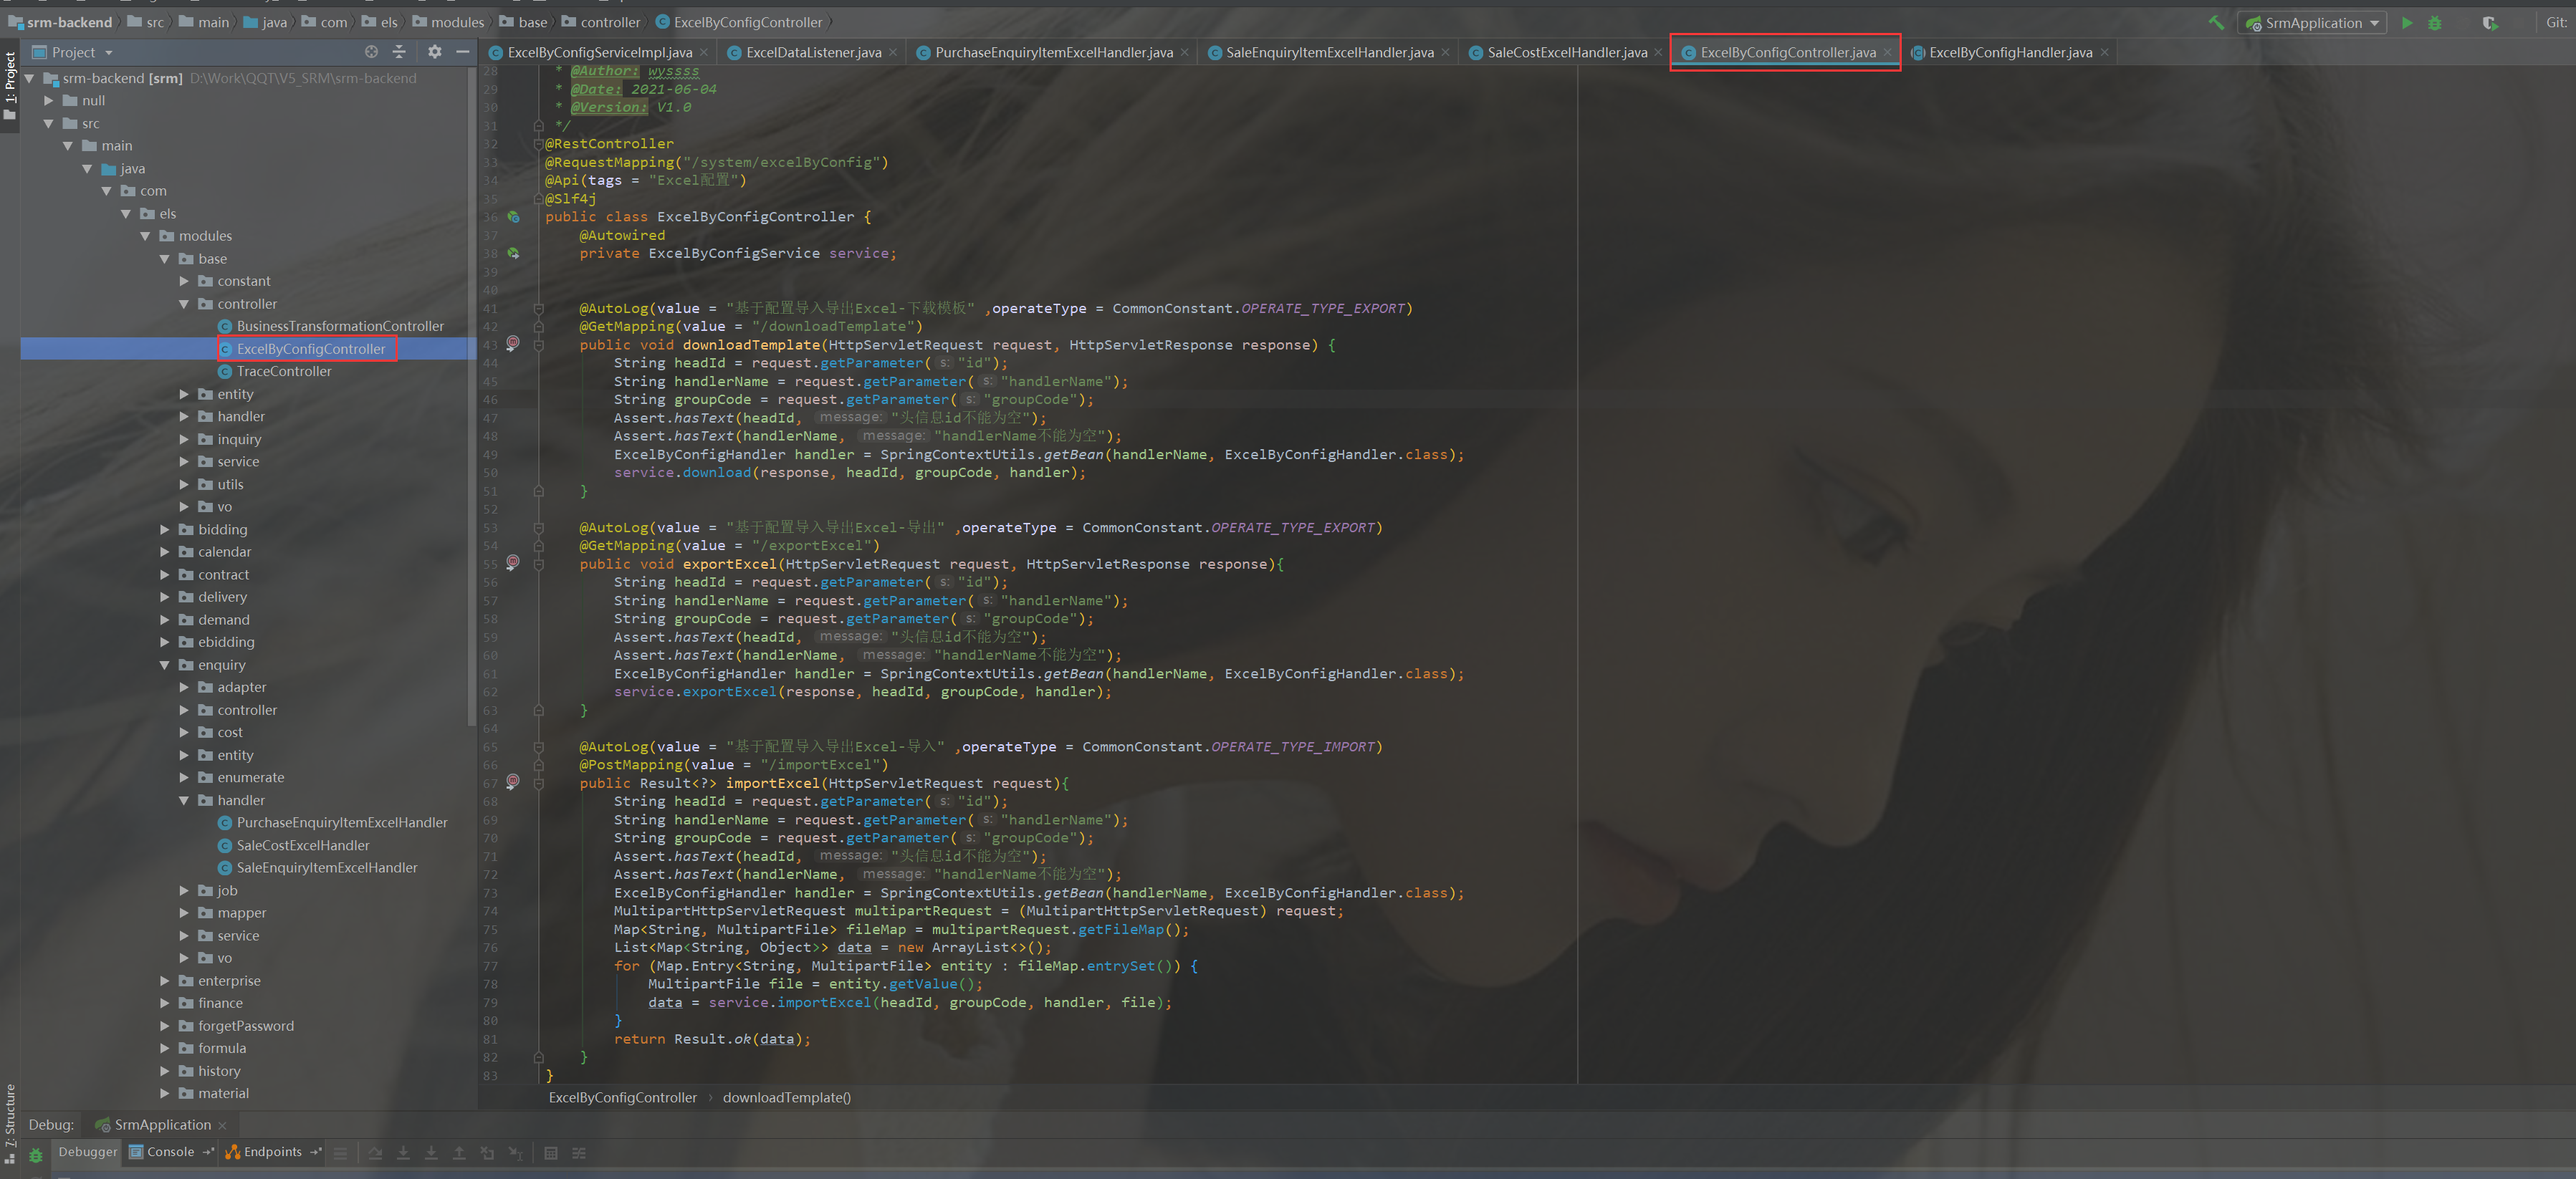 srm-backend src main java com els modules base controller ExcelByConfigController
SrmApplication Git:
Project
ExcelByConfigServiceImpl.java ExcelDataListener.java PurchaseEnquiryItemExcelHandler.java SaleEnquiryItemExcelHandler.java SaleCostExcelHandler.java ExcelByConfigController.java ExcelByConfigHandler.java
1: Project
srm-backend [srm] D:\Work\QQT\V5_SRM\srm-backend
null
src
main
java
com
els
modules
base
constant
controller
BusinessTransformationController
ExcelByConfigController
TraceController
entity
handler
inquiry
service
utils
vo
bidding
calendar
contract
delivery
demand
ebidding
enquiry
adapter
controller
cost
entity
enumerate
handler
PurchaseEnquiryItemExcelHandler
SaleCostExcelHandler
SaleEnquiryItemExcelHandler
job
mapper
service
vo
enterprise
finance
forgetPassword
formula
history
material
7: Structure
28 * @Author: wyssss
29 * @Date: 2021-06-04
30 * @Version: V1.0
31 */
32 @RestController
33 @RequestMapping("/system/excelByConfig")
34 @Api(tags = "Excel配置")
35 @Slf4j
36 public class ExcelByConfigController {
37 @Autowired
38 private ExcelByConfigService service;
39
40
41 @AutoLog(value = "基于配置导入导出Excel-下载模板" ,operateType = CommonConstant.OPERATE_TYPE_EXPORT)
42 @GetMapping(value = "/downloadTemplate")
43 public void downloadTemplate(HttpServletRequest request, HttpServletResponse response) {
44 String headId = request.getParameter( s: "id");
45 String handlerName = request.getParameter( s: "handlerName");
46 String groupCode = request.getParameter( s: "groupCode");
47 Assert.hasText(headId, message: "头信息id不能为空");
48 Assert.hasText(handlerName, message: "handlerName不能为空");
49 ExcelByConfigHandler handler = SpringContextUtils.getBean(handlerName, ExcelByConfigHandler.class);
50 service.download(response, headId, groupCode, handler);
51 }
52
53 @AutoLog(value = "基于配置导入导出Excel-导出" ,operateType = CommonConstant.OPERATE_TYPE_EXPORT)
54 @GetMapping(value = "/exportExcel")
55 public void exportExcel(HttpServletRequest request, HttpServletResponse response){
56 String headId = request.getParameter( s: "id");
57 String handlerName = request.getParameter( s: "handlerName");
58 String groupCode = request.getParameter( s: "groupCode");
59 Assert.hasText(headId, message: "头信息id不能为空");
60 Assert.hasText(handlerName, message: "handlerName不能为空");
61 ExcelByConfigHandler handler = SpringContextUtils.getBean(handlerName, ExcelByConfigHandler.class);
62 service.exportExcel(response, headId, groupCode, handler);
63 }
64
65 @AutoLog(value = "基于配置导入导出Excel-导入" ,operateType = CommonConstant.OPERATE_TYPE_IMPORT)
66 @PostMapping(value = "/importExcel")
67 public Result<?> importExcel(HttpServletRequest request){
68 String headId = request.getParameter( s: "id");
69 String handlerName = request.getParameter( s: "handlerName");
70 String groupCode = request.getParameter( s: "groupCode");
71 Assert.hasText(headId, message: "头信息id不能为空");
72 Assert.hasText(handlerName, message: "handlerName不能为空");
73 ExcelByConfigHandler handler = SpringContextUtils.getBean(handlerName, ExcelByConfigHandler.class);
74 MultipartHttpServletRequest multipartRequest = (MultipartHttpServletRequest) request;
75 Map<String, MultipartFile> fileMap = multipartRequest.getFileMap();
76 List<Map<String, Object>> data = new ArrayList<>();
77 for (Map.Entry<String, MultipartFile> entity : fileMap.entrySet()) {
78 MultipartFile file = entity.getValue();
79 data = service.importExcel(headId, groupCode, handler, file);
80 }
81 return Result.ok(data);
82 }
83 }
ExcelByConfigController downloadTemplate()
Debug: SrmApplication
Debugger Console Endpoints